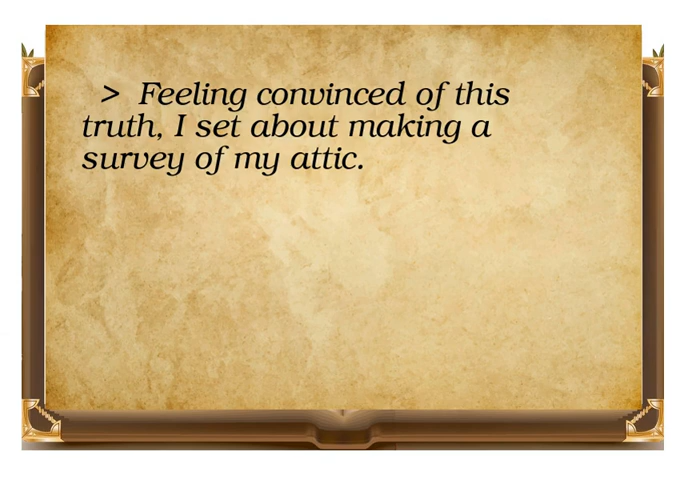 > Feeling convinced of this
truth, I set about making a
survey of my attic.